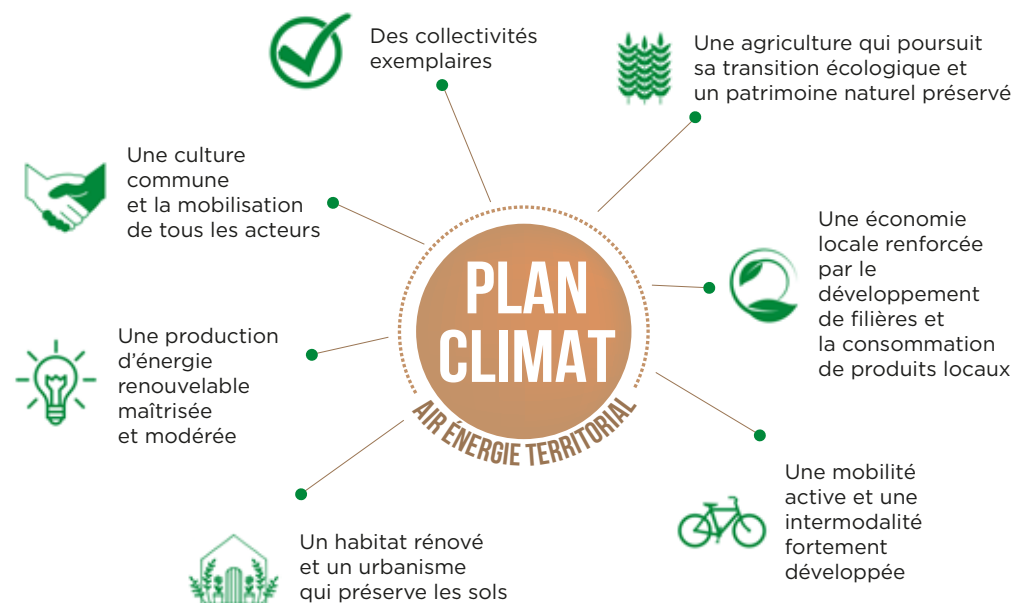 Des collectivités
exemplaires
Une agriculture qui poursuit
sa transition écologique et
un patrimoine naturel préservé
Une culture
commune
et la mobilisation
de tous les acteurs
Une économie
locale renforcée
par le
développement
de filières et
la consommation
de produits locaux
PLAN
CLIMAT
AIR ÉNERGIE TERRITORIAL
Une production
d’énergie
renouvelable
maîtrisée
et modérée
Une mobilité
active et une
intermodalité
fortement
développée
Un habitat rénové
et un urbanisme
qui préserve les sols